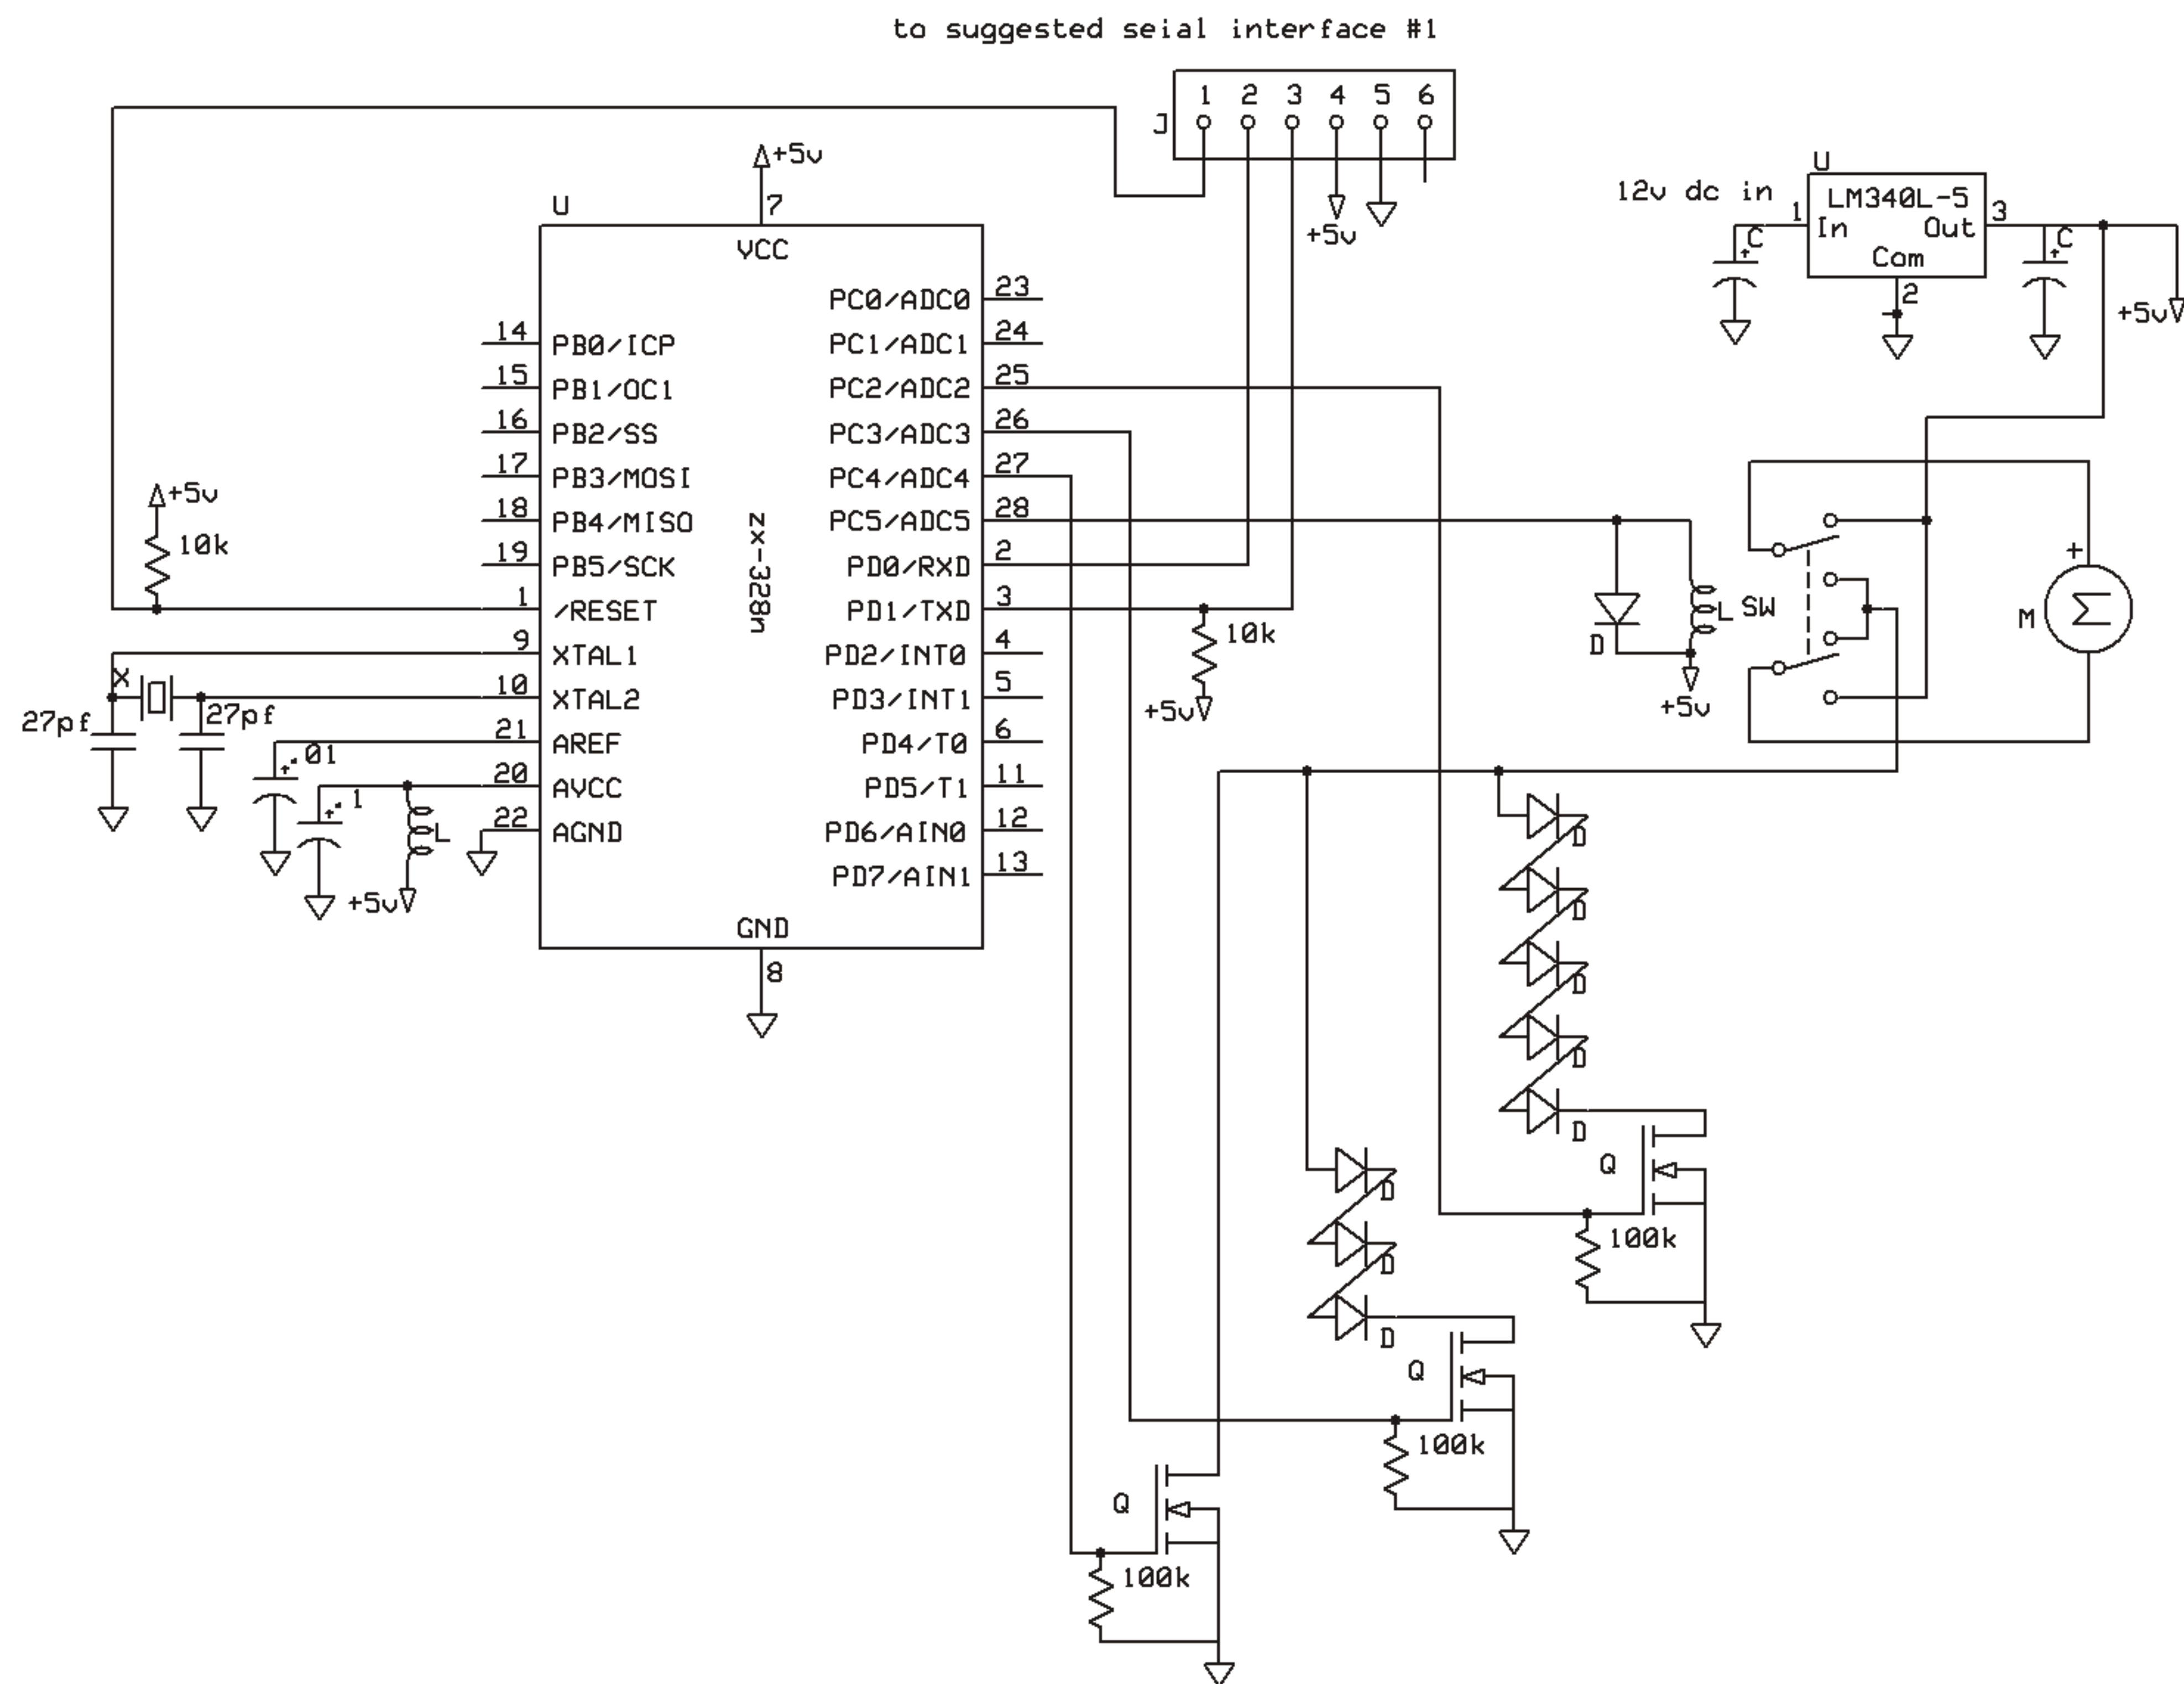 to suggested seial interface #1
J 1 2 3 4 5 6
+5v
+5v
7
U
VCC
zx-328n
GND
8
14 PB0/ICP
15 PB1/OC1
16 PB2/SS
17 PB3/MOSI
18 PB4/MISO
19 PB5/SCK
1 /RESET
9 XTAL1
10 XTAL2
21 AREF
20 AVCC
22 AGND
PC0/ADC0 23
PC1/ADC1 24
PC2/ADC2 25
PC3/ADC3 26
PC4/ADC4 27
PC5/ADC5 28
PD0/RXD 2
PD1/TXD 3
PD2/INT0 4
PD3/INT1 5
PD4/T0 6
PD5/T1 11
PD6/AIN0 12
PD7/AIN1 13
+5v
10k
X
27pf
27pf
+.01
+.1
L
+5v
10k
+5v
12v dc in
U
LM340L-5
1 In
Out 3
Com
2
+C
+C
+5v
D
L
SW
+5v
+
M
Σ
D
D
D
D
D
Q
100k
D
D
D
Q
100k
Q
100k